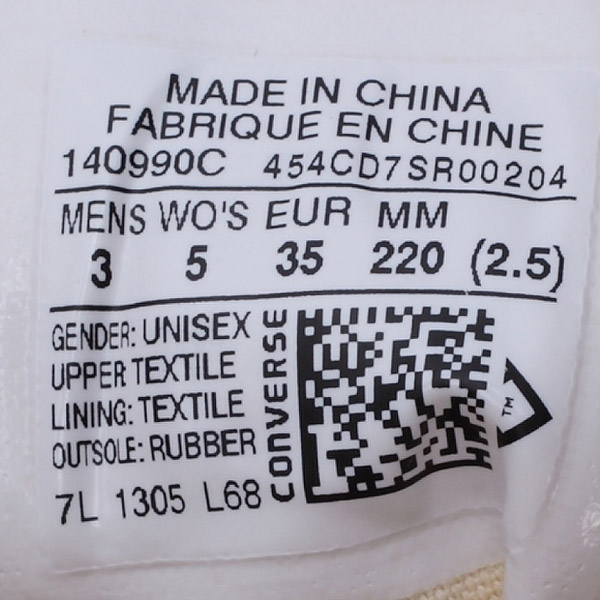 MADE IN CHINA
FABRIQUE EN CHINE
140990C 454CD7SR00204
MENS WO'S EUR MM
3 5 35 220 (2.5)
GENDER: UNISEX
UPPER TEXTILE
LINING: TEXTILE
OUTSOLE: RUBBER
7L 1305 L68
CONVERSE
TM